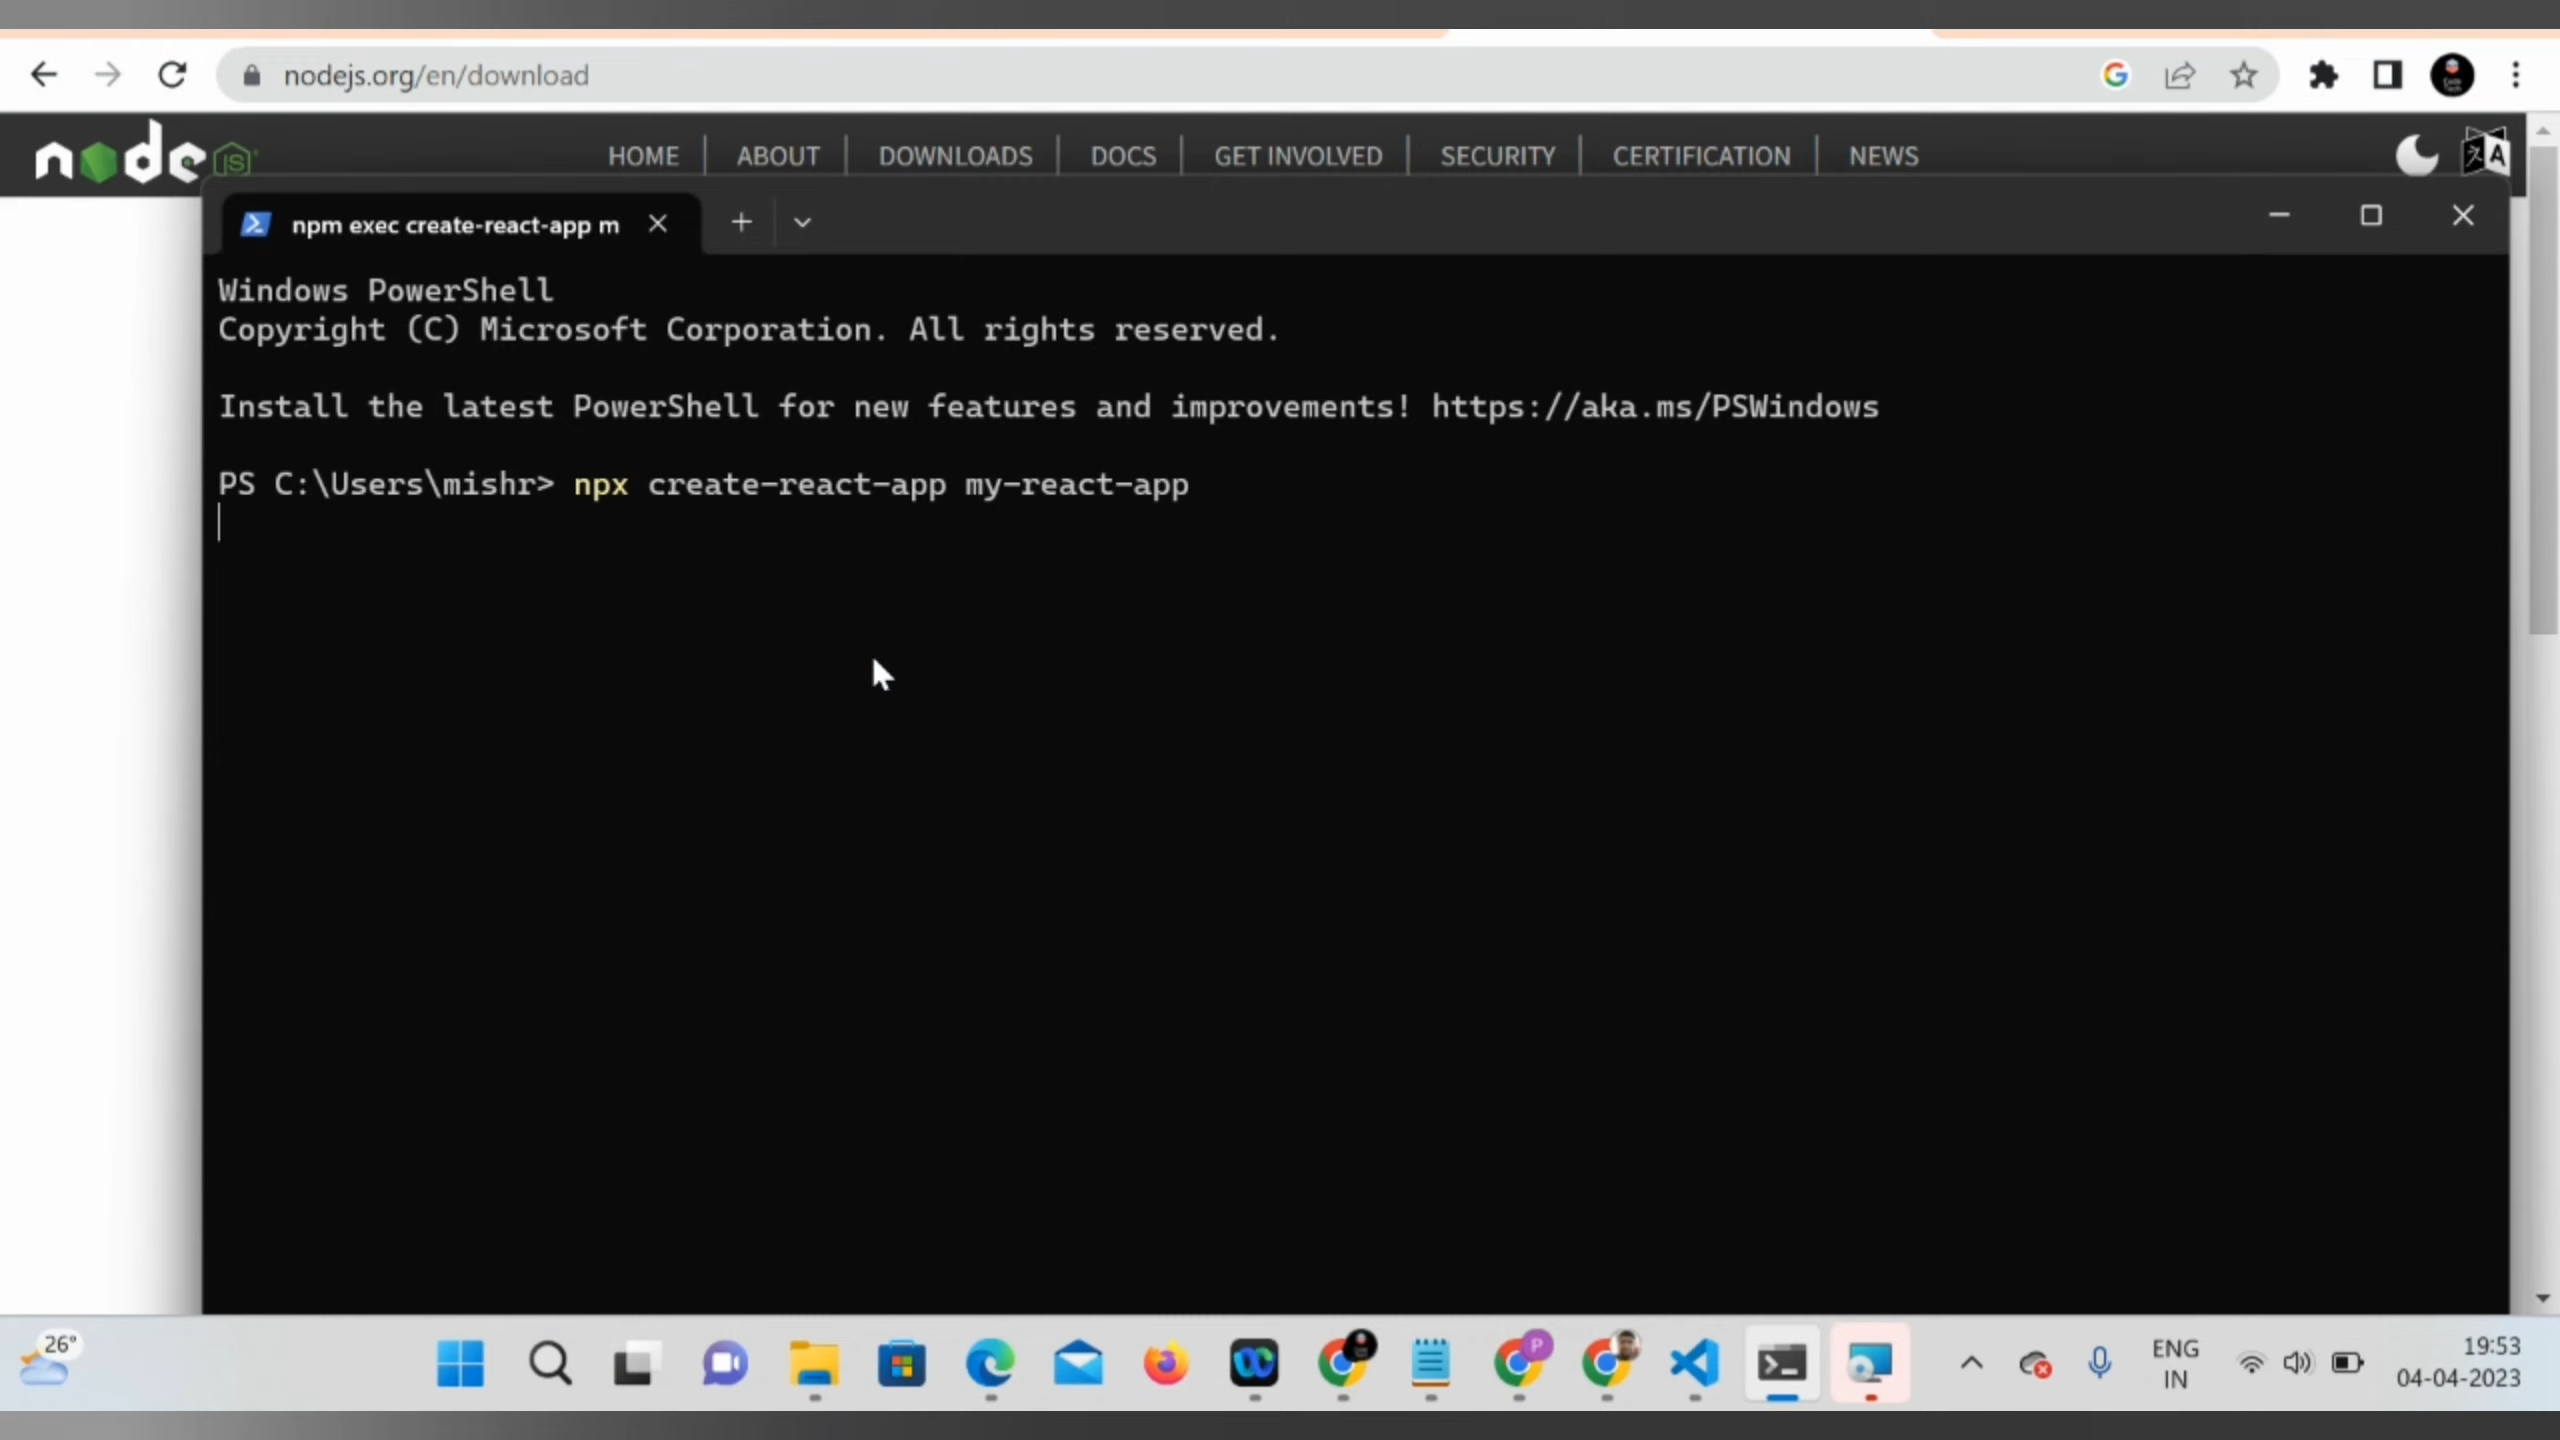 nodejs.org/en/download
node JS
HOME | ABOUT | DOWNLOADS | DOCS | GET INVOLVED | SECURITY | CERTIFICATION | NEWS
npm exec create-react-app m
Windows PowerShell
Copyright (C) Microsoft Corporation. All rights reserved.
Install the latest PowerShell for new features and improvements! https://aka.ms/PSWindows
PS C:\Users\mishr> npx create-react-app my-react-app
26°
P
ENG
IN
19:53
04-04-2023